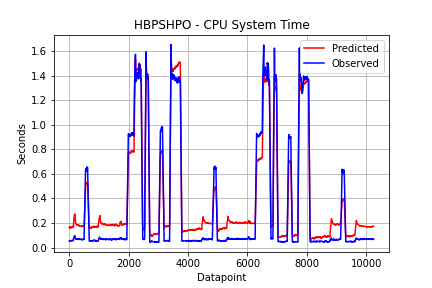 HBPSHPO - CPU System Time
Predicted
Observed
Seconds
1.6
1.4
1.2
1.0
0.8
0.6
0.4
0.2
0.0
0 2000 4000 6000 8000 10000
Datapoint